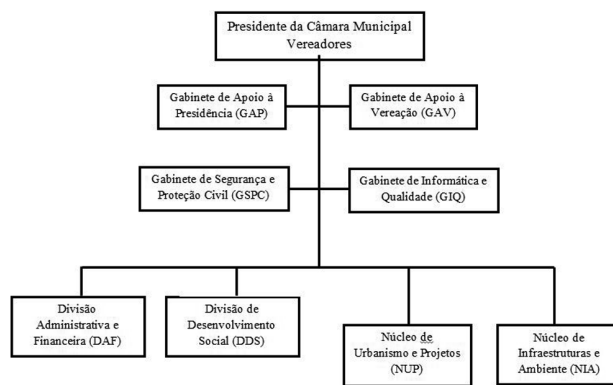 Presidente da Câmara Municipal
Vereadores
Gabinete de Apoio à
Presidência (GAP)
Gabinete de Apoio à
Vereação (GAV)
Gabinete de Segurança e
Proteção Civil (GSPC)
Gabinete de Informática e
Qualidade (GIQ)
Divisão
Administrativa e
Financeira (DAF)
Divisão de
Desenvolvimento
Social (DDS)
Núcleo de
Urbanismo e Projetos
(NUP)
Núcleo de
Infraestruturas e
Ambiente (NIA)